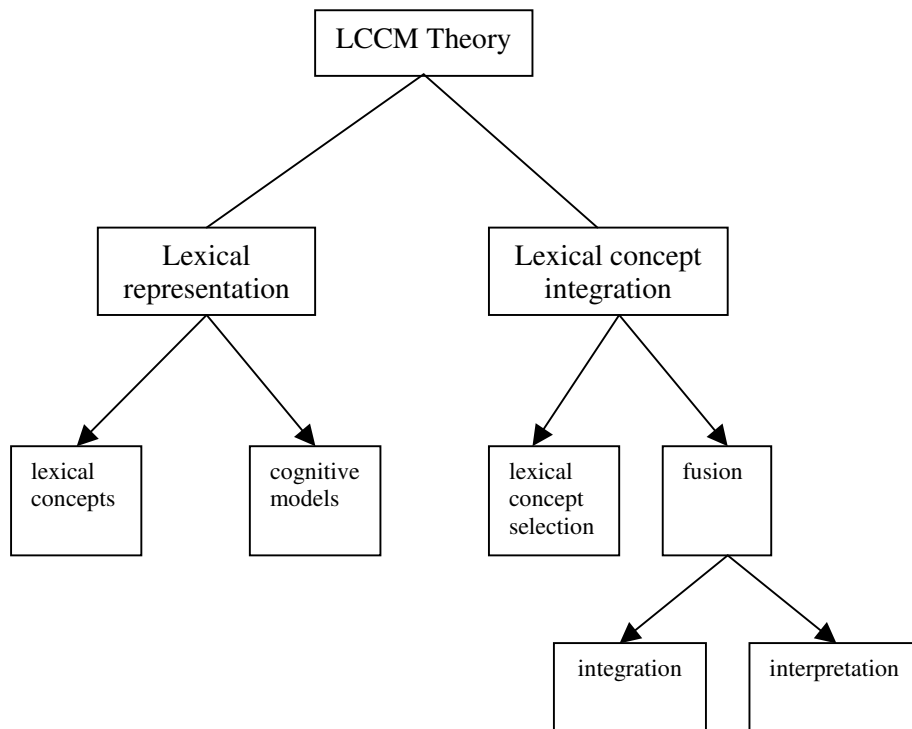 LCCM Theory
Lexical
representation
Lexical concept
integration
lexical
concepts
cognitive
models
lexical
concept
selection
fusion
integration
interpretation